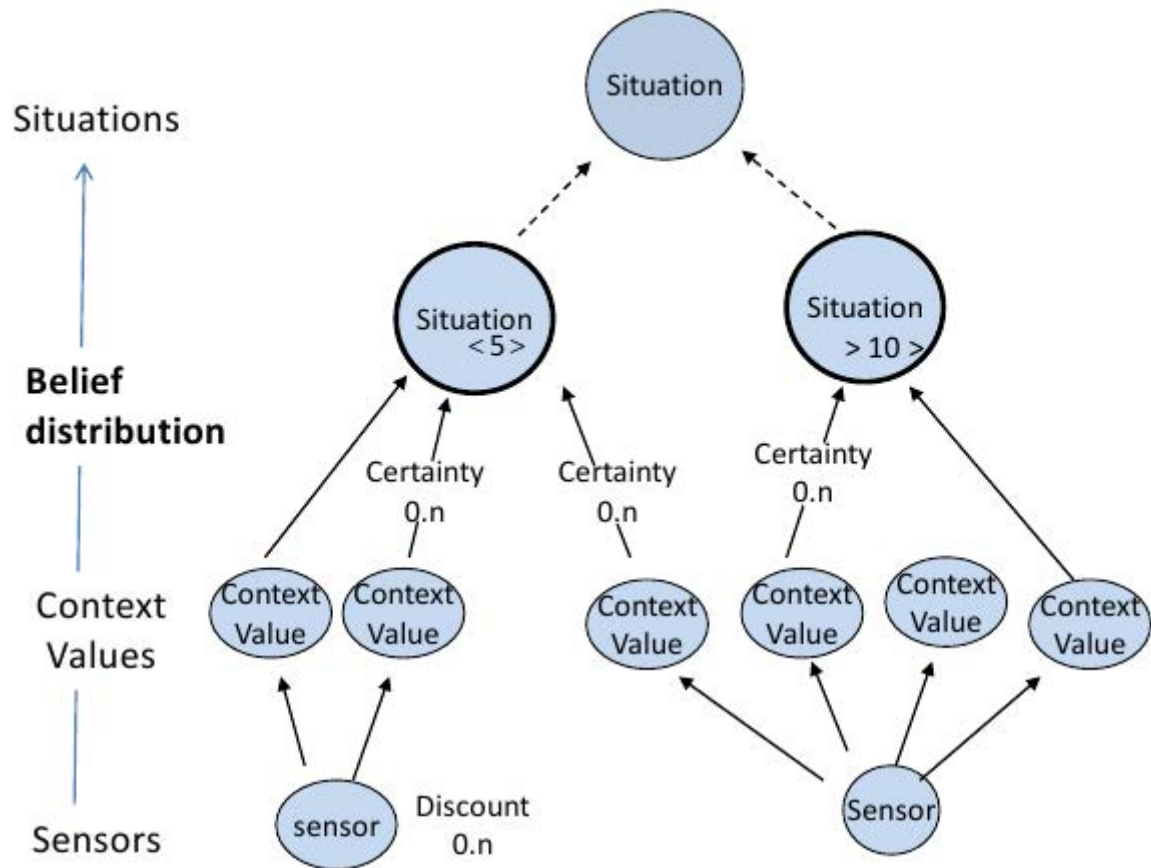 Situation
Situations
Situation
< 5 >
Situation
> 10 >
Belief
distribution
Certainty
0.n
Certainty
0.n
Certainty
0.n
Context
Values
Context
Value
Context
Value
Context
Value
Context
Value
Context
Value
Context
Value
Sensors
sensor
Discount
0.n
Sensor